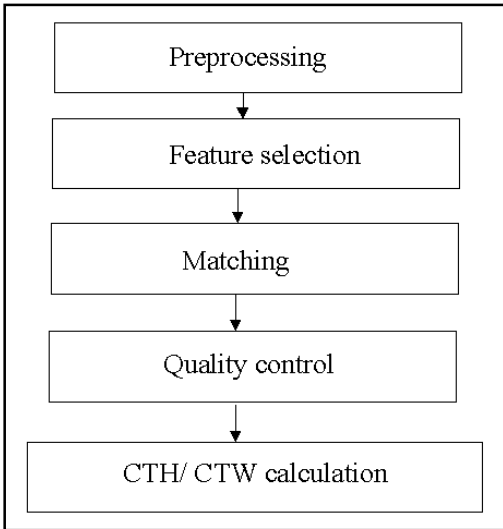 Preprocessing
Feature selection
Matching
Quality control
CTH/ CTW calculation